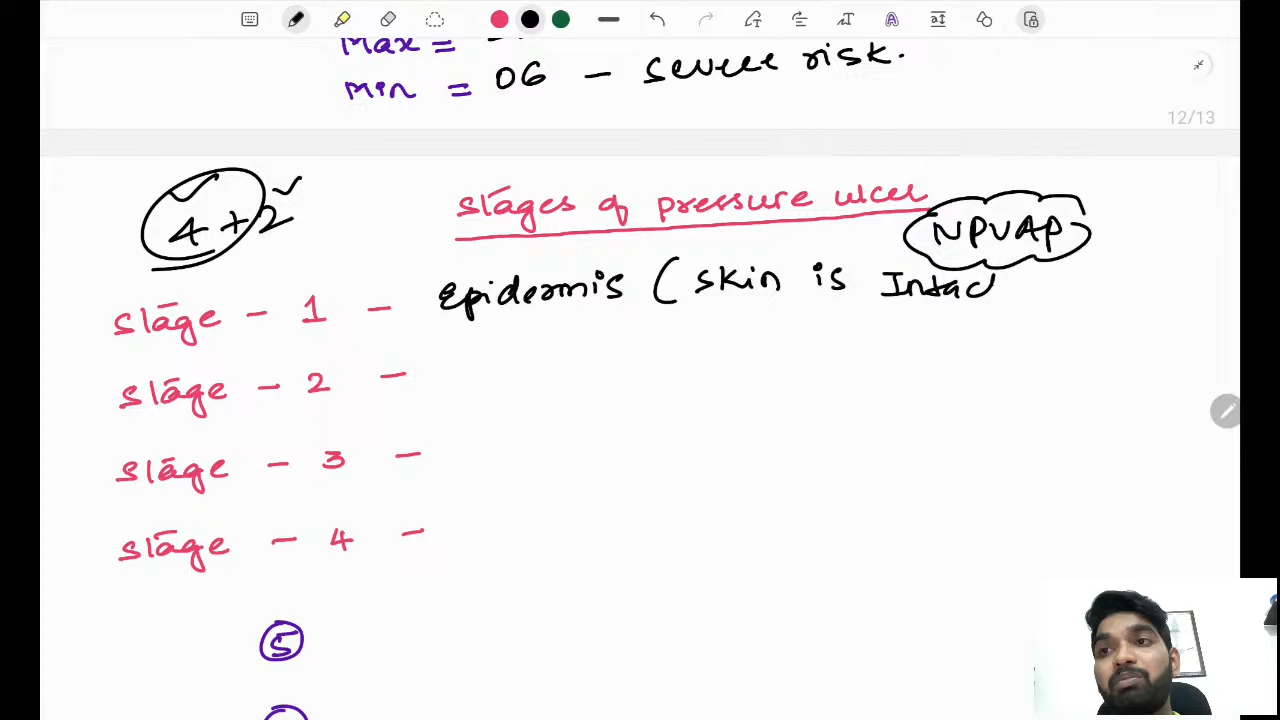 Max =
Min = 06 - severe risk.
12/13
4+2
stages of pressure ulcer
NPUAP
stage - 1 - Epidermis ( skin is Intac
stage - 2 -
stage - 3 -
stage - 4 -
5